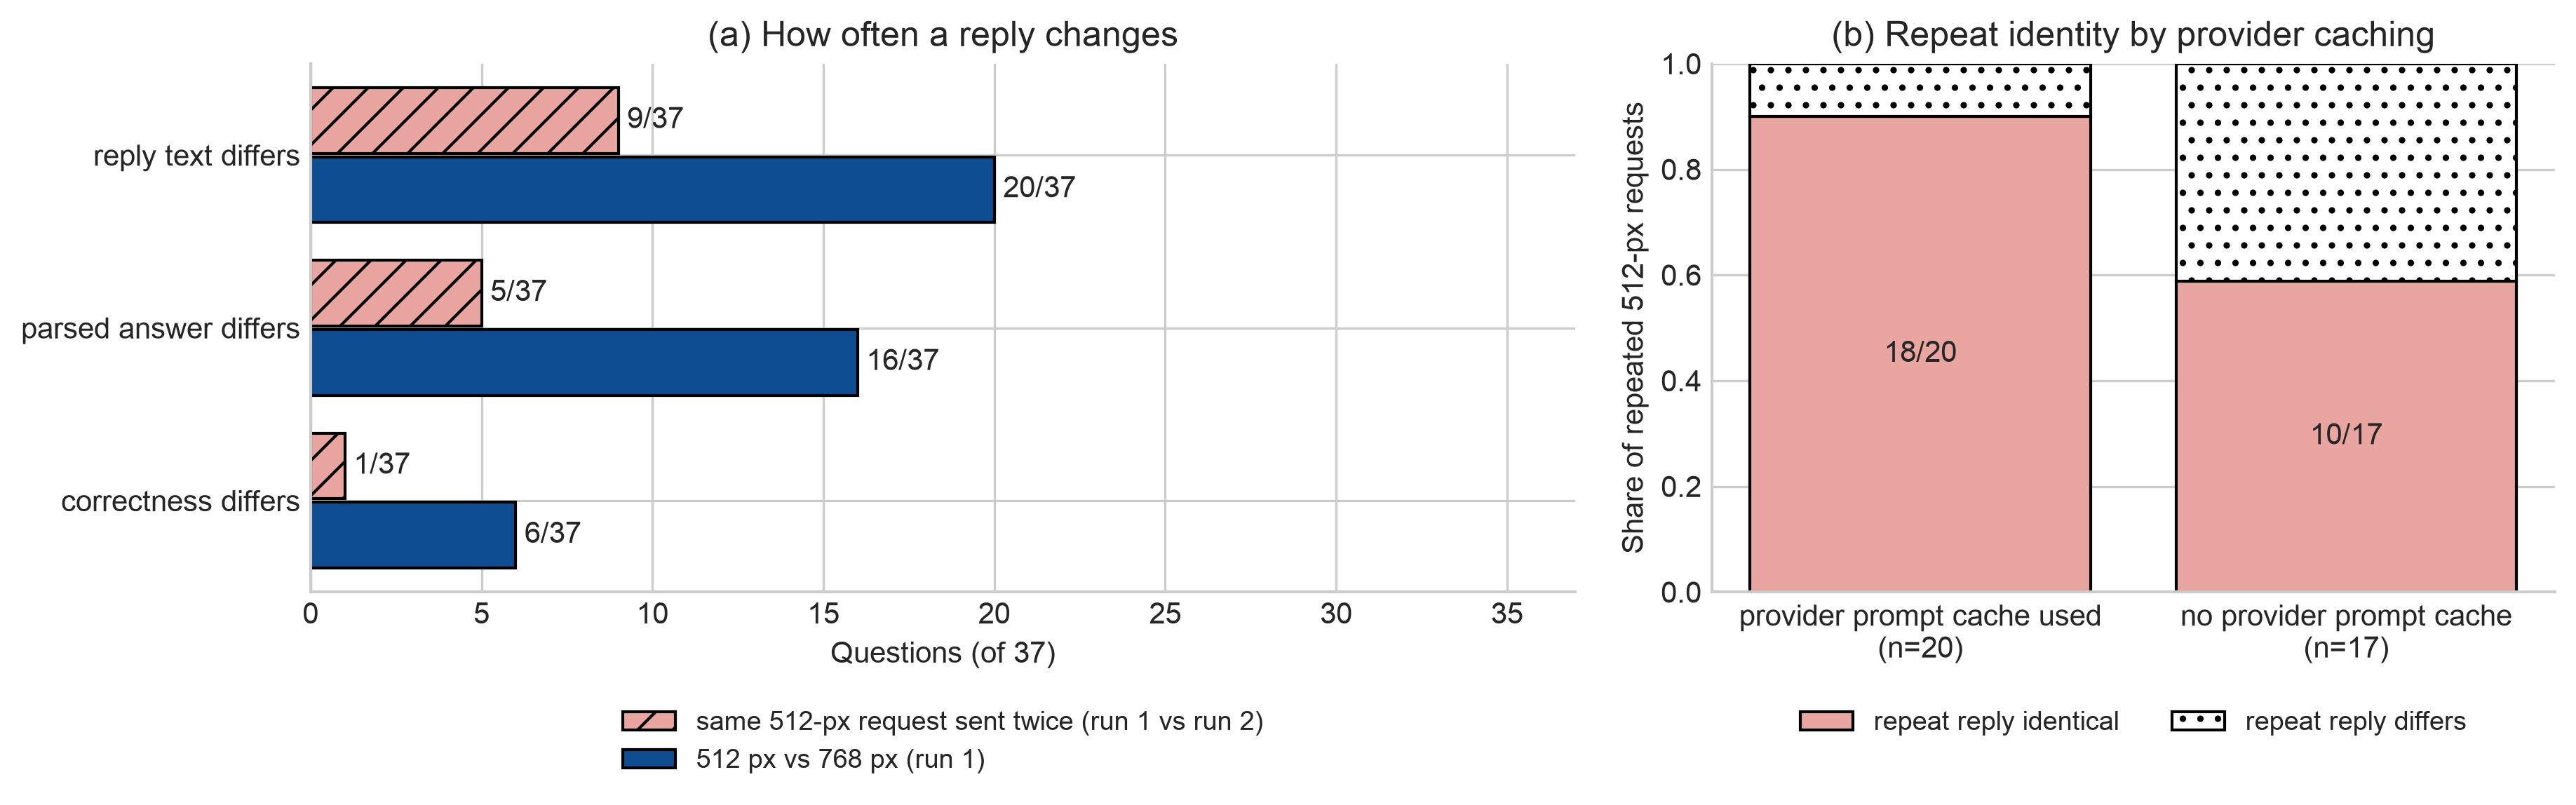 (a) How often a reply changes
reply text differs
9/37
20/37
parsed answer differs
5/37
16/37
correctness differs
1/37
6/37
0 5 10 15 20 25 30 35
Questions (of 37)
same 512-px request sent twice (run 1 vs run 2)
512 px vs 768 px (run 1)
(b) Repeat identity by provider caching
Share of repeated 512-px requests
1.0
0.8
0.6
0.4
0.2
0.0
18/20
10/17
provider prompt cache used
(n=20)
no provider prompt cache
(n=17)
repeat reply identical
repeat reply differs